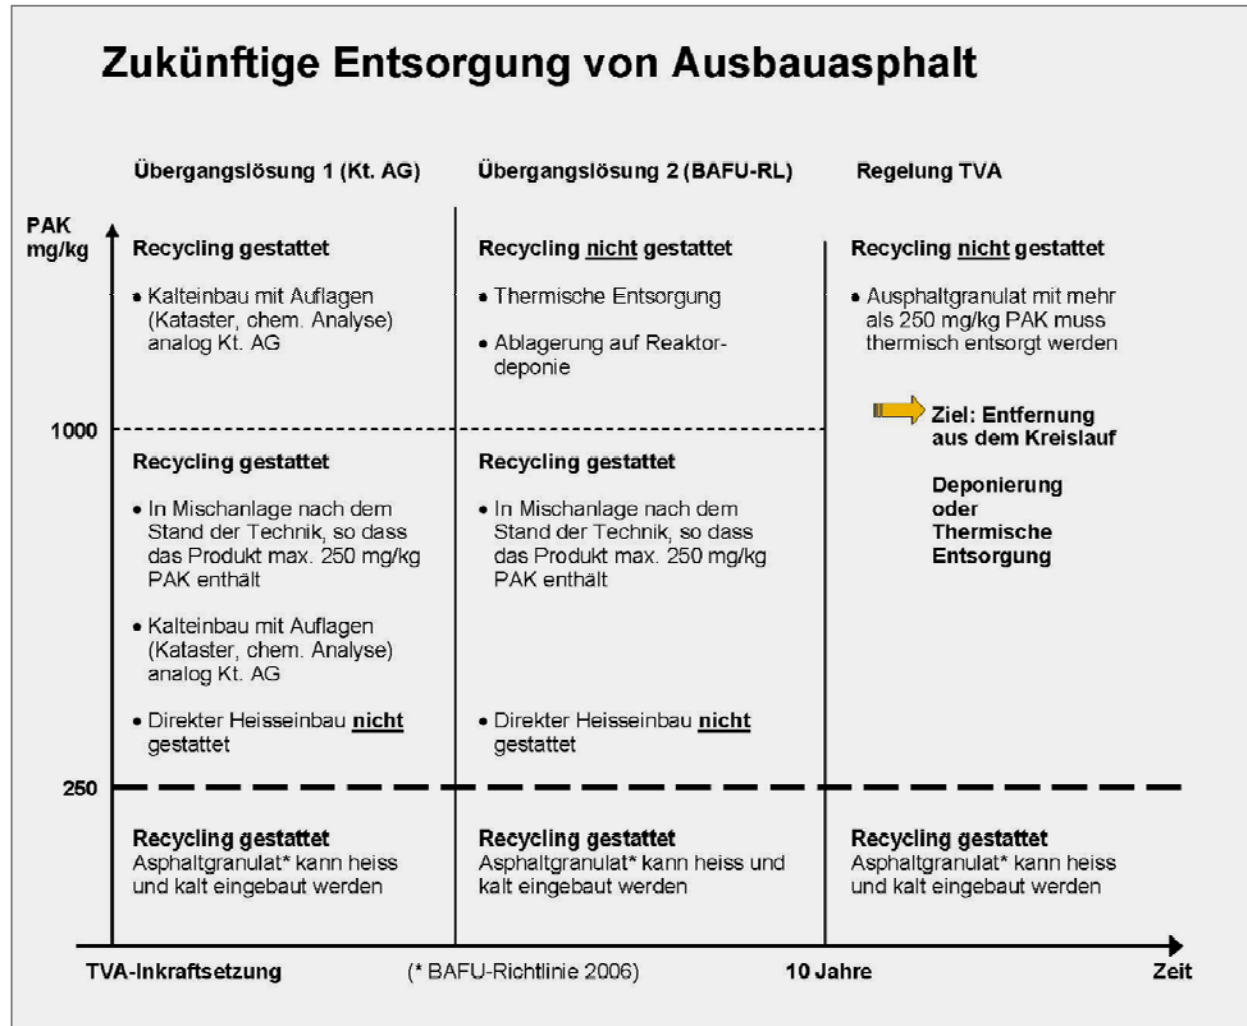 Zukünftige Entsorgung von Ausbauasphalt
Übergangslösung 1 (Kt. AG)
Übergangslösung 2 (BAFU-RL)
Regelung TVA
PAK
mg/kg
Recycling gestattet
• Kalteinbau mit Auflagen
(Kataster, chem. Analyse)
analog Kt. AG
Recycling nicht gestattet
• Thermische Entsorgung
• Ablagerung auf Reaktor-
deponie
Recycling nicht gestattet
• Ausphaltgranulat mit mehr
als 250 mg/kg PAK muss
thermisch entsorgt werden
Ziel: Entfernung
aus dem Kreislauf
Deponierung
oder
Thermische
Entsorgung
1000
Recycling gestattet
• In Mischanlage nach dem
Stand der Technik, so dass
das Produkt max. 250 mg/kg
PAK enthält
• Kalteinbau mit Auflagen
(Kataster, chem. Analyse)
analog Kt. AG
• Direkter Heisseinbau nicht
gestattet
Recycling gestattet
• In Mischanlage nach dem
Stand der Technik, so dass
das Produkt max. 250 mg/kg
PAK enthält
• Direkter Heisseinbau nicht
gestattet
250
Recycling gestattet
Asphaltgranulat* kann heiss
und kalt eingebaut werden
Recycling gestattet
Asphaltgranulat* kann heiss und
kalt eingebaut werden
Recycling gestattet
Asphaltgranulat* kann heiss
und kalt eingebaut werden
TVA-Inkraftsetzung
(* BAFU-Richtlinie 2006)
10 Jahre
Zeit